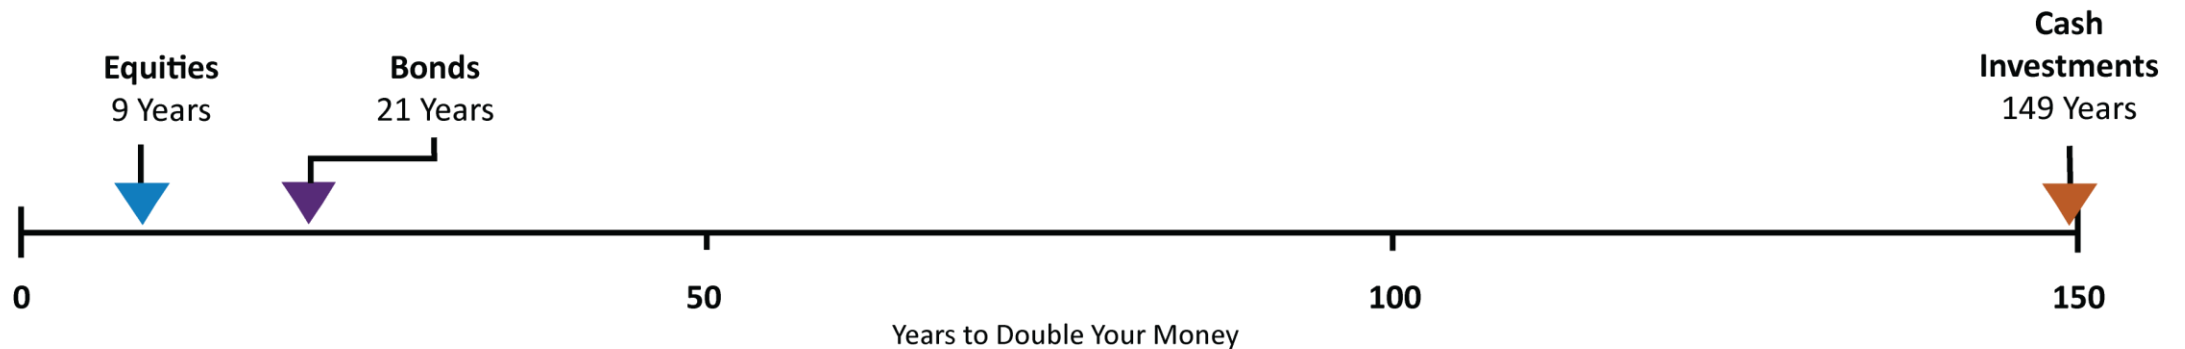 Equities
9 Years
Bonds
21 Years
Cash
Investments
149 Years
0
50
100
150
Years to Double Your Money